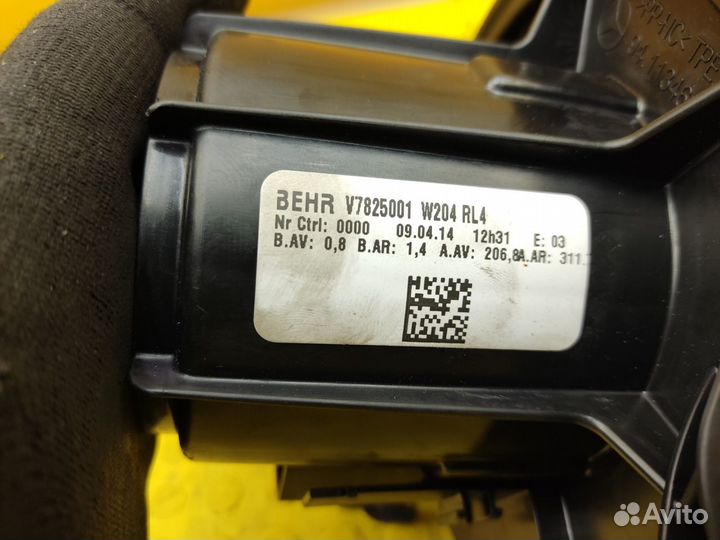 BEHR V7825001 W204 RL4
Nr Ctrl: 0000 09.04.14 12h31 E: 03
B.AV: 0,8 B.AR: 1,4 A.AV: 206,8A.AR: 311.
Avito